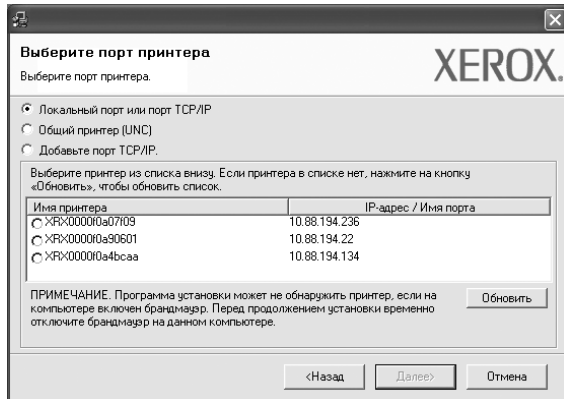 Выберите порт принтера
Выберите порт принтера.
XEROX.
Локальный порт или порт TCP/IP
Общий принтер (UNC)
Добавьте порт TCP/IP.
Выберите принтер из списка внизу. Если принтера в списке нет, нажмите на кнопку
«Обновить», чтобы обновить список.
Имя принтера IP-адрес / Имя порта
XRX0000f0a07f09 10.88.194.236
XRX0000f0a90601 10.88.194.22
XRX0000f0a4bcaa 10.88.194.134
ПРИМЕЧАНИЕ. Программа установки может не обнаружить принтер, если на
компьютере включен брандмауэр. Перед продолжением установки временно
отключите брандмауэр на данном компьютере.
Обновить
<Назад Далее> Отмена